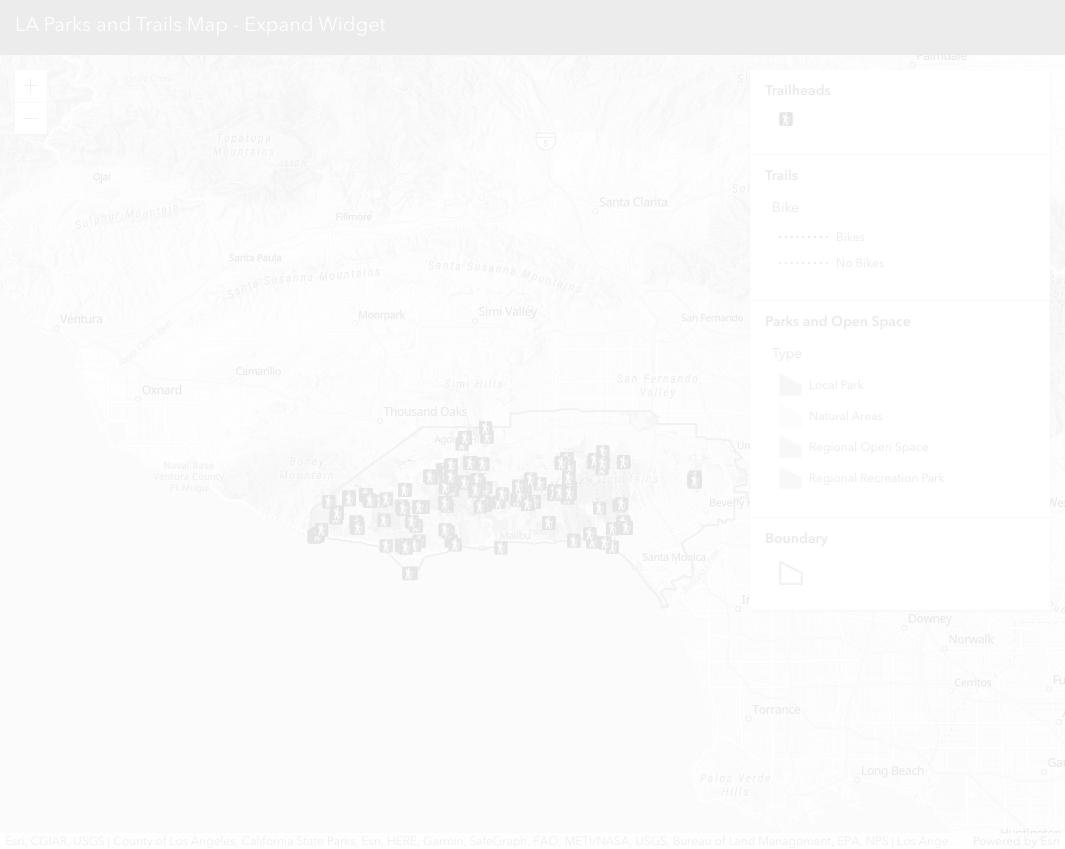 LA Parks and Trails Map - Expand Widget
Palmdale
Trailheads
Topatopa
Mountains
5
Ojai
Trails
Santa Clarita
Bike
Sulphur Mountain
Fillmore
Bikes
Santa Paula
No Bikes
Santa Susanna Mountains
Santa Susanna Mountains
Ventura
Moorpark
Simi Valley
San Fernando
Parks and Open Space
Type
Camarillo
Simi Hills
San Fernando
Valley
Local Park
Oxnard
Thousand Oaks
Natural Areas
Regional Open Space
Boney
Mountain
Naval Base
Ventura County
Pt Mugu
Regional Recreation Park
Malibu
Boundary
Santa Monica
Downey
Norwalk
Cerritos
Torrance
Long Beach
Palos Verde
Hills
Esri, CGIAR, USGS | County of Los Angeles, California State Parks, Esri, HERE, Garmin, SafeGraph, FAO, METI/NASA, USGS, Bureau of Land Management, EPA, NPS | Los Ange... Powered by Esri